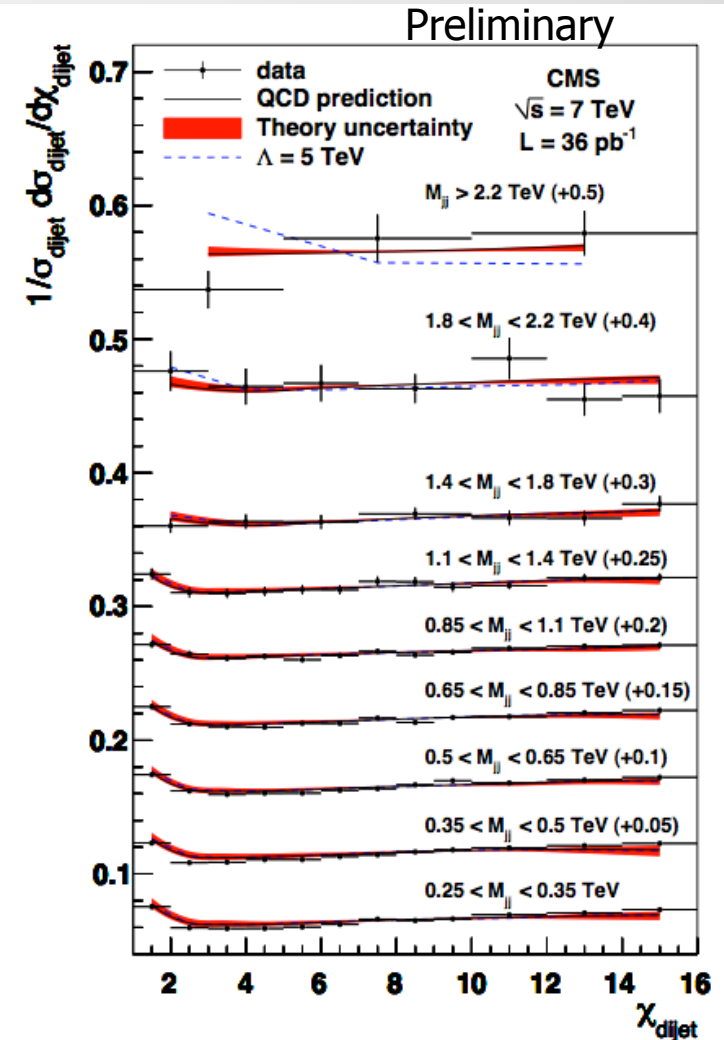 Preliminary
data
QCD prediction
Theory uncertainty
Λ = 5 TeV
CMS
√s = 7 TeV
L = 36 pb⁻¹
1/σ_dijet dσ_dijet/dχ_dijet
0.7
0.6
0.5
0.4
0.3
0.2
0.1
M_jj > 2.2 TeV (+0.5)
1.8 < M_jj < 2.2 TeV (+0.4)
1.4 < M_jj < 1.8 TeV (+0.3)
1.1 < M_jj < 1.4 TeV (+0.25)
0.85 < M_jj < 1.1 TeV (+0.2)
0.65 < M_jj < 0.85 TeV (+0.15)
0.5 < M_jj < 0.65 TeV (+0.1)
0.35 < M_jj < 0.5 TeV (+0.05)
0.25 < M_jj < 0.35 TeV
2 4 6 8 10 12 14 16
χ_dijet